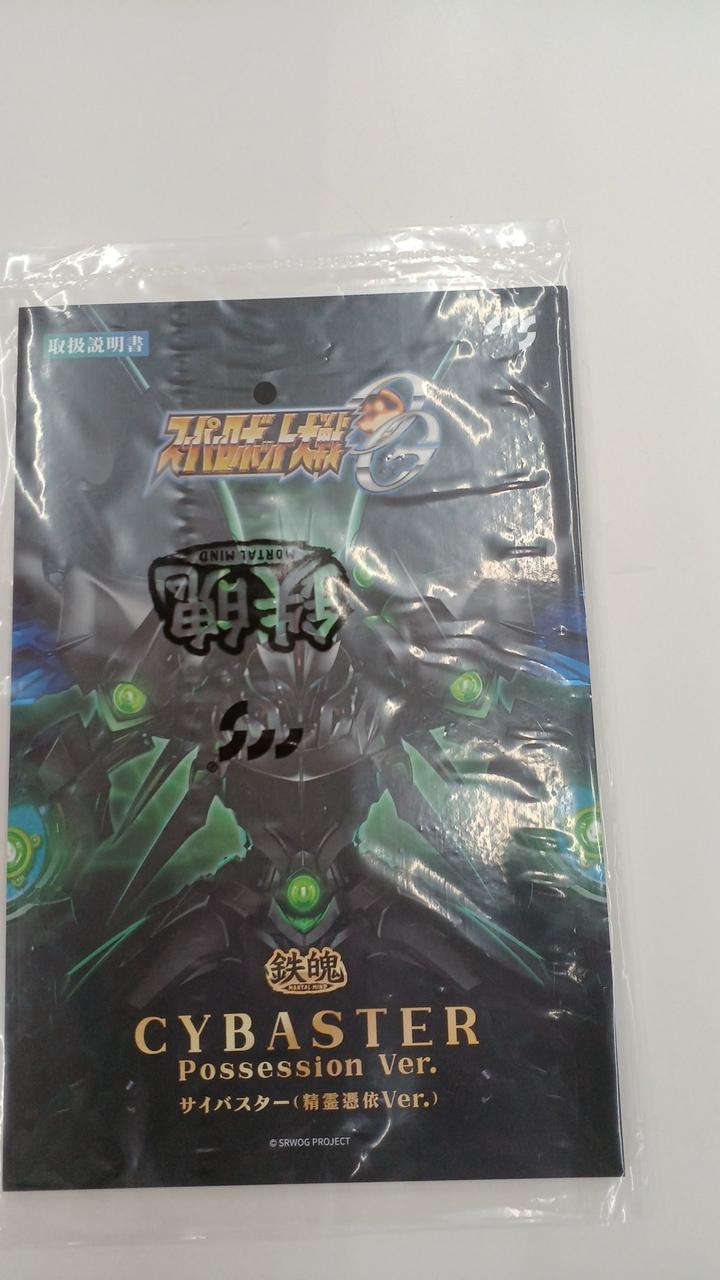 取扱説明書
スーパーロボット大戦
OG
MORTAL MIND
鉄魄
®
鉄魄
MORTAL MIND
CYBASTER
Possession Ver.
サイバスター(精霊憑依Ver.)
© SRWOG PROJECT